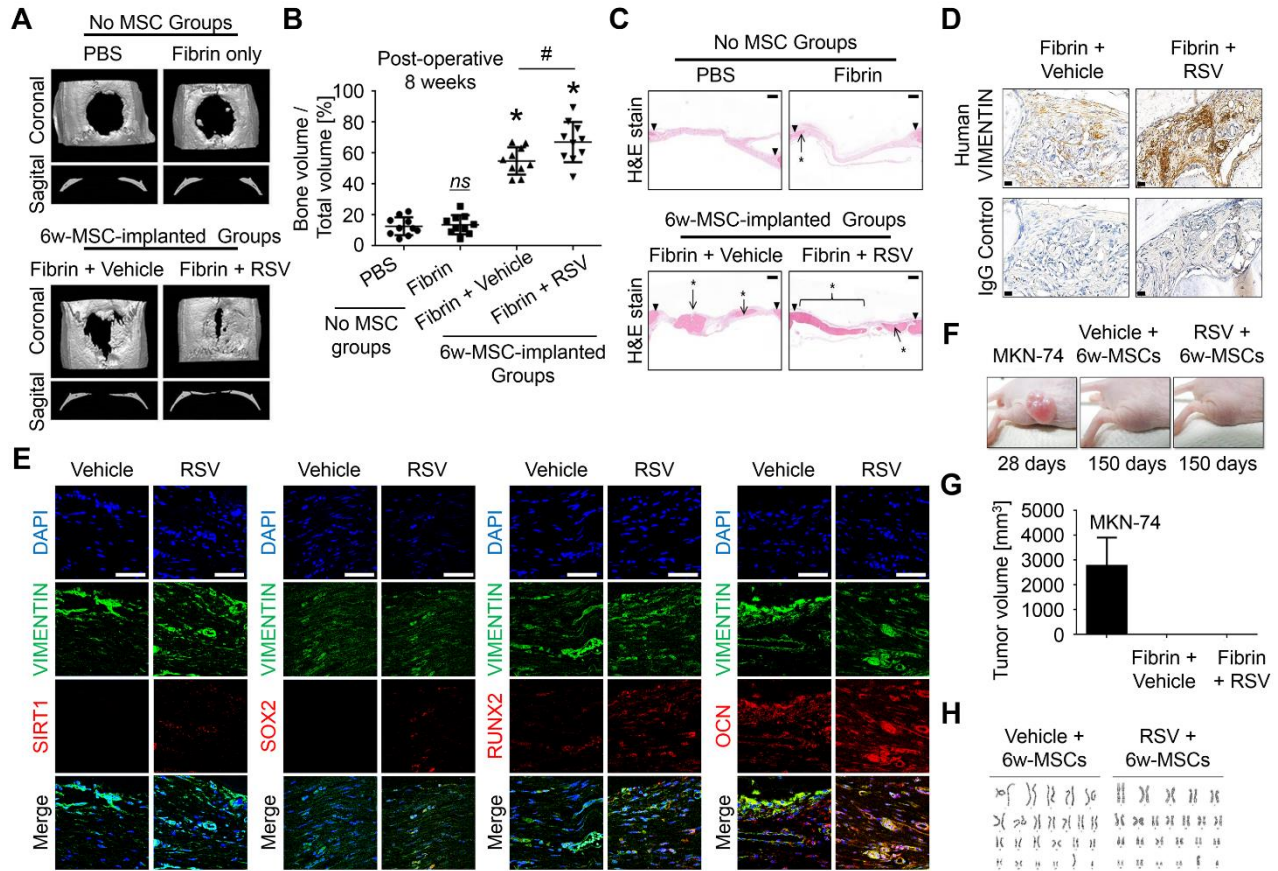 A
No MSC Groups
PBS
Fibrin only
Coronal
Sagital
6w-MSC-implanted Groups
Fibrin + Vehicle
Fibrin + RSV
Coronal
Sagital
B
Post-operative
8 weeks
#
*
*
ns
Bone volume /
Total volume [%]
100
80
60
40
20
0
PBS
Fibrin
Fibrin + Vehicle
Fibrin + RSV
No MSC
groups
6w-MSC-implanted
Groups
C
No MSC Groups
PBS
Fibrin
H&E stain
*
6w-MSC-implanted Groups
Fibrin + Vehicle
Fibrin + RSV
H&E stain
*
*
*
*
D
Fibrin +
Vehicle
Fibrin +
RSV
Human
VIMENTIN
IgG Control
E
Vehicle
RSV
Vehicle
RSV
Vehicle
RSV
Vehicle
RSV
DAPI
DAPI
DAPI
DAPI
VIMENTIN
VIMENTIN
VIMENTIN
VIMENTIN
SIRT1
SOX2
RUNX2
OCN
Merge
Merge
Merge
Merge
F
MKN-74
Vehicle +
6w-MSCs
RSV +
6w-MSCs
28 days
150 days
150 days
G
Tumor volume [mm³]
5000
4000
3000
2000
1000
0
MKN-74
Fibrin +
Vehicle
Fibrin
+ RSV
H
Vehicle +
6w-MSCs
RSV +
6w-MSCs